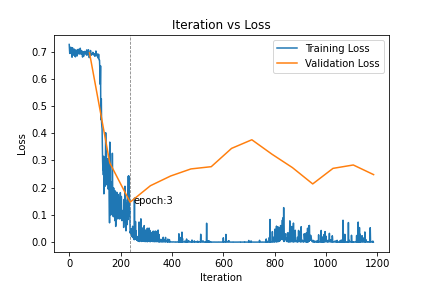 Iteration vs Loss
Training Loss
Validation Loss
0.7
0.6
0.5
0.4
0.3
0.2
0.1
0.0
Loss
epoch:3
0 200 400 600 800 1000 1200
Iteration